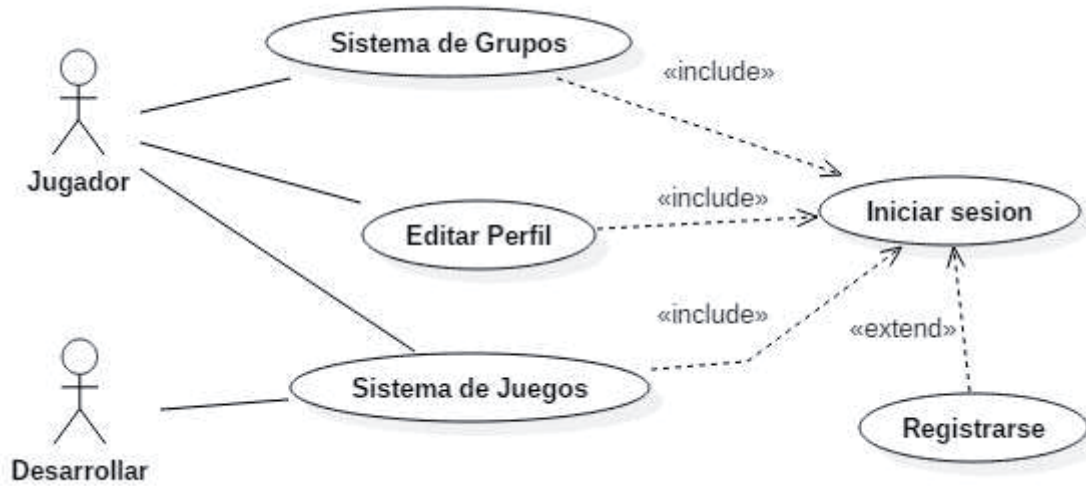 Sistema de Grupos
«include»
Jugador
«include»
Iniciar sesion
Editar Perfil
«include»
«extend»
Sistema de Juegos
Registrarse
Desarrollar